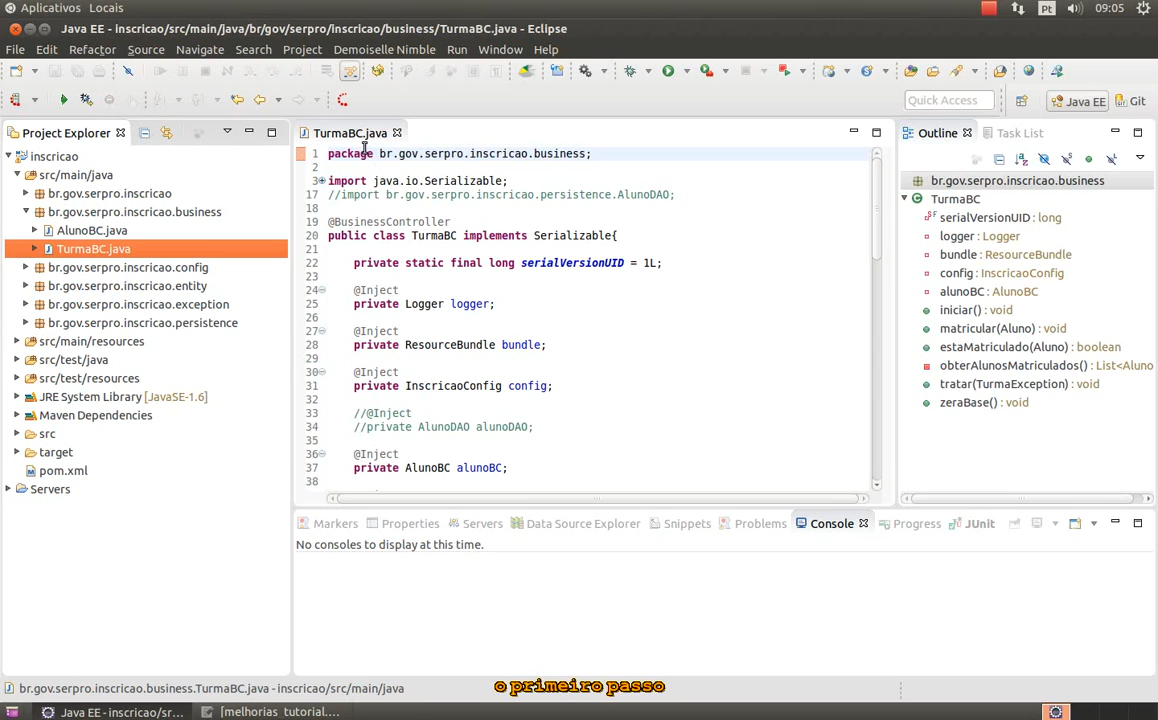 Aplicativos Locais Pt 09:05
Java EE - inscricao/src/main/java/br/gov/serpro/inscricao/business/TurmaBC.java - Eclipse
File Edit Refactor Source Navigate Search Project Demoiselle Nimble Run Window Help
Quick Access Java EE Git
Project Explorer
inscricao
src/main/java
br.gov.serpro.inscricao
br.gov.serpro.inscricao.business
AlunoBC.java
TurmaBC.java
br.gov.serpro.inscricao.config
br.gov.serpro.inscricao.entity
br.gov.serpro.inscricao.exception
br.gov.serpro.inscricao.persistence
src/main/resources
src/test/java
src/test/resources
JRE System Library [JavaSE-1.6]
Maven Dependencies
src
target
pom.xml
Servers
TurmaBC.java
1 package br.gov.serpro.inscricao.business;
2
3 import java.io.Serializable;
17 //import br.gov.serpro.inscricao.persistence.AlunoDAO;
18
19 @BusinessController
20 public class TurmaBC implements Serializable{
21
22 private static final long serialVersionUID = 1L;
23
24 @Inject
25 private Logger logger;
26
27 @Inject
28 private ResourceBundle bundle;
29
30 @Inject
31 private InscricaoConfig config;
32
33 //@Inject
34 //private AlunoDAO alunoDAO;
35
36 @Inject
37 private AlunoBC alunoBC;
38
Outline Task List
br.gov.serpro.inscricao.business
TurmaBC
serialVersionUID : long
logger : Logger
bundle : ResourceBundle
config : InscricaoConfig
alunoBC : AlunoBC
iniciar() : void
matricular(Aluno) : void
estaMatriculado(Aluno) : boolean
obterAlunosMatriculados() : List<Aluno
tratar(TurmaException) : void
zeraBase() : void
Markers Properties Servers Data Source Explorer Snippets Problems Console Progress JUnit
No consoles to display at this time.
br.gov.serpro.inscricao.business.TurmaBC.java - inscricao/src/main/java
o primeiro passo
Java EE - inscricao/sr... [melhorias_tutorial....